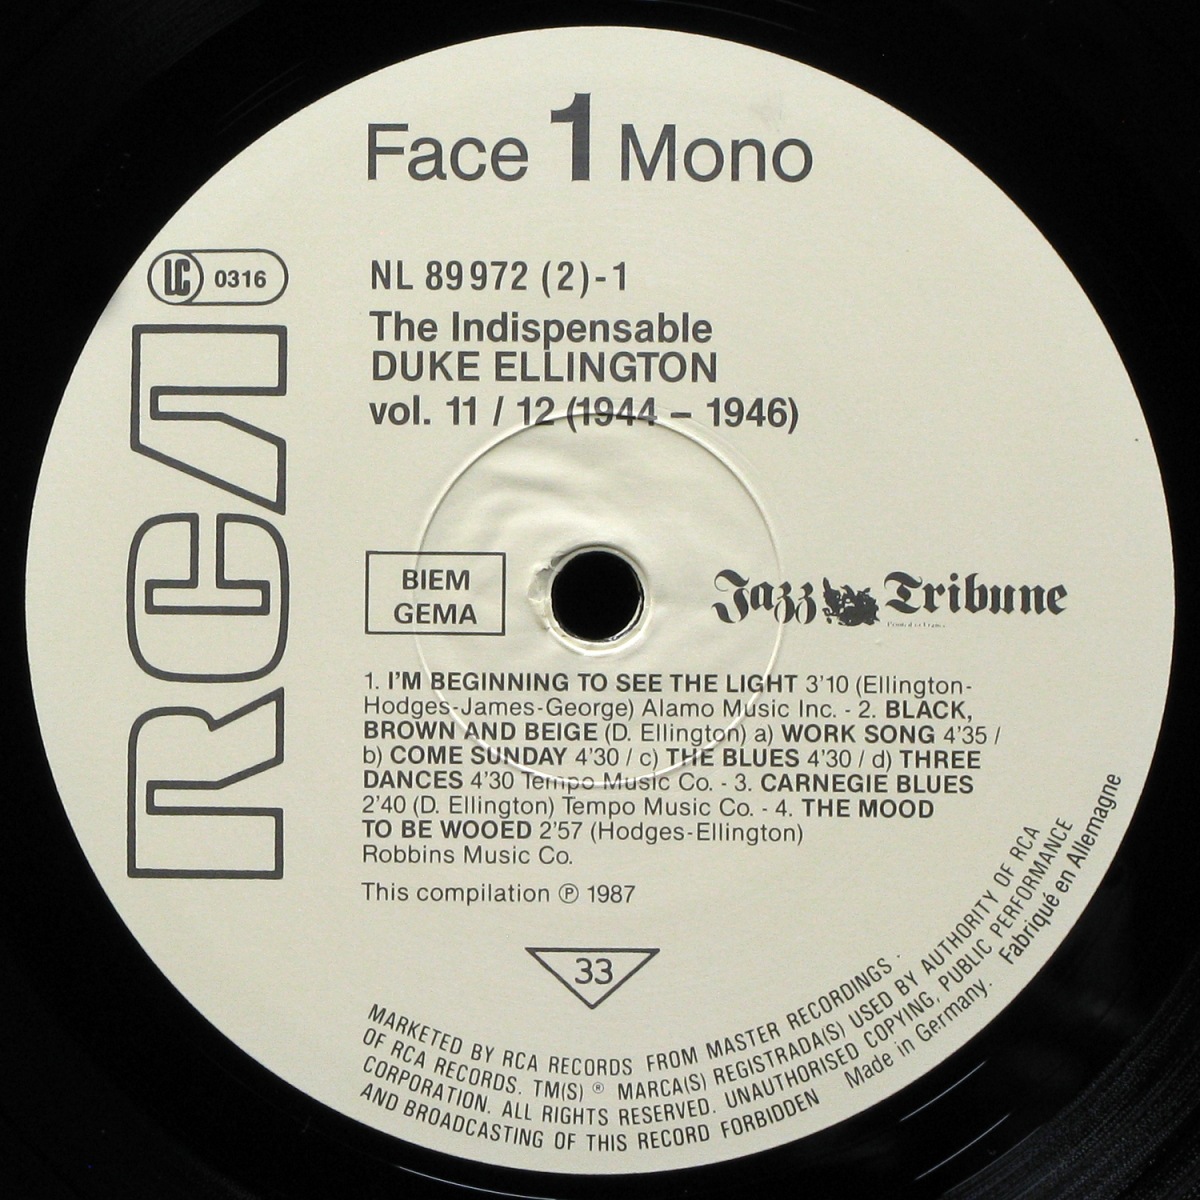 Face 1 Mono
LC 0316
NL 89972 (2)-1
The Indispensable
DUKE ELLINGTON
vol. 11 / 12 (1944 – 1946)
RCA
BIEM
GEMA
Jazz Tribune
1. I'M BEGINNING TO SEE THE LIGHT 3'10 (Ellington-
Hodges-James-George) Alamo Music Inc. - 2. BLACK,
BROWN AND BEIGE (D. Ellington) a) WORK SONG 4'35 /
b) COME SUNDAY 4'30 / c) THE BLUES 4'30 / d) THREE
DANCES 4'30 Tempo Music Co. - 3. CARNEGIE BLUES
2'40 (D. Ellington) Tempo Music Co. - 4. THE MOOD
TO BE WOOED 2'57 (Hodges-Ellington)
Robbins Music Co.
This compilation ℗ 1987
33
MARKETED BY RCA RECORDS FROM MASTER RECORDINGS ·
OF RCA RECORDS. TM(S) ® MARCA(S) REGISTRADA(S) USED BY AUTHORITY OF RCA
CORPORATION. ALL RIGHTS RESERVED. UNAUTHORISED COPYING, PUBLIC PERFORMANCE
AND BROADCASTING OF THIS RECORD FORBIDDEN Made in Germany. Fabriqué en Allemagne